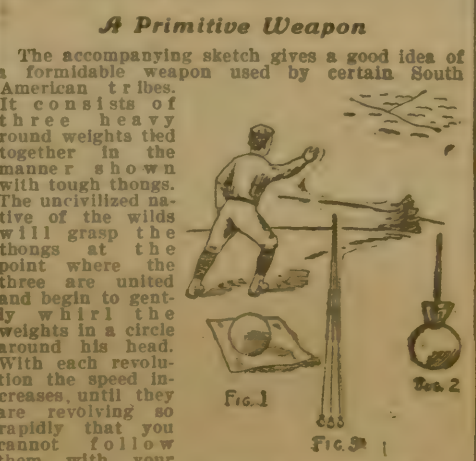 A Primitive Weapon
The accompanying sketch gives a good idea of
a formidable weapon used by certain South
American tribes.
It consists of
three heavy
round weights tied
together in the
manner shown
with tough thongs.
The uncivilized na-
tive of the wilds
will grasp the
thongs at the
point where the
three are united
and begin to gent-
ly whirl the
weights in a circle
around his head.
With each revolu-
tion the speed in-
creases, until they
are revolving so
rapidly that you
cannot follow
them with your
FIG. 1
2
FIG. 3